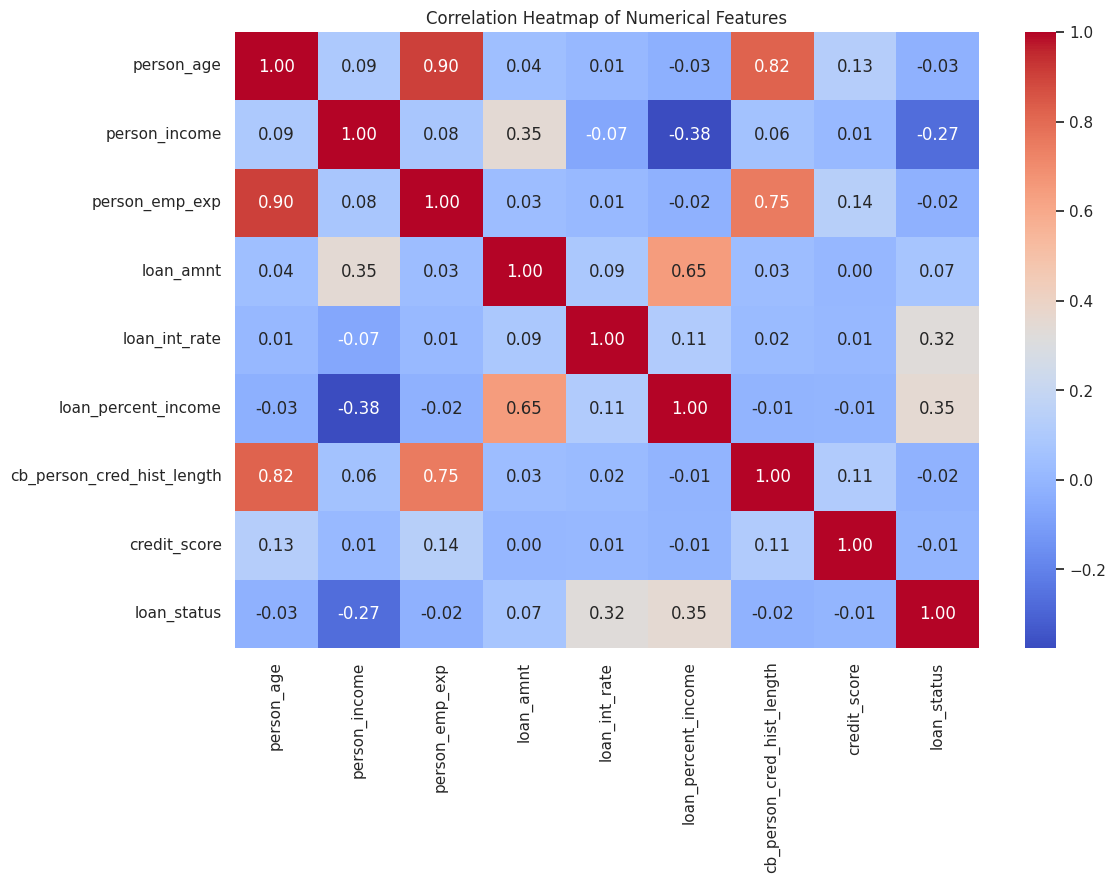 Correlation Heatmap of Numerical Features
person_age 1.00 0.09 0.90 0.04 0.01 -0.03 0.82 0.13 -0.03
person_income 0.09 1.00 0.08 0.35 -0.07 -0.38 0.06 0.01 -0.27
person_emp_exp 0.90 0.08 1.00 0.03 0.01 -0.02 0.75 0.14 -0.02
loan_amnt 0.04 0.35 0.03 1.00 0.09 0.65 0.03 0.00 0.07
loan_int_rate 0.01 -0.07 0.01 0.09 1.00 0.11 0.02 0.01 0.32
loan_percent_income -0.03 -0.38 -0.02 0.65 0.11 1.00 -0.01 -0.01 0.35
cb_person_cred_hist_length 0.82 0.06 0.75 0.03 0.02 -0.01 1.00 0.11 -0.02
credit_score 0.13 0.01 0.14 0.00 0.01 -0.01 0.11 1.00 -0.01
loan_status -0.03 -0.27 -0.02 0.07 0.32 0.35 -0.02 -0.01 1.00
person_age
person_income
person_emp_exp
loan_amnt
loan_int_rate
loan_percent_income
cb_person_cred_hist_length
credit_score
loan_status
1.0
0.8
0.6
0.4
0.2
0.0
−0.2